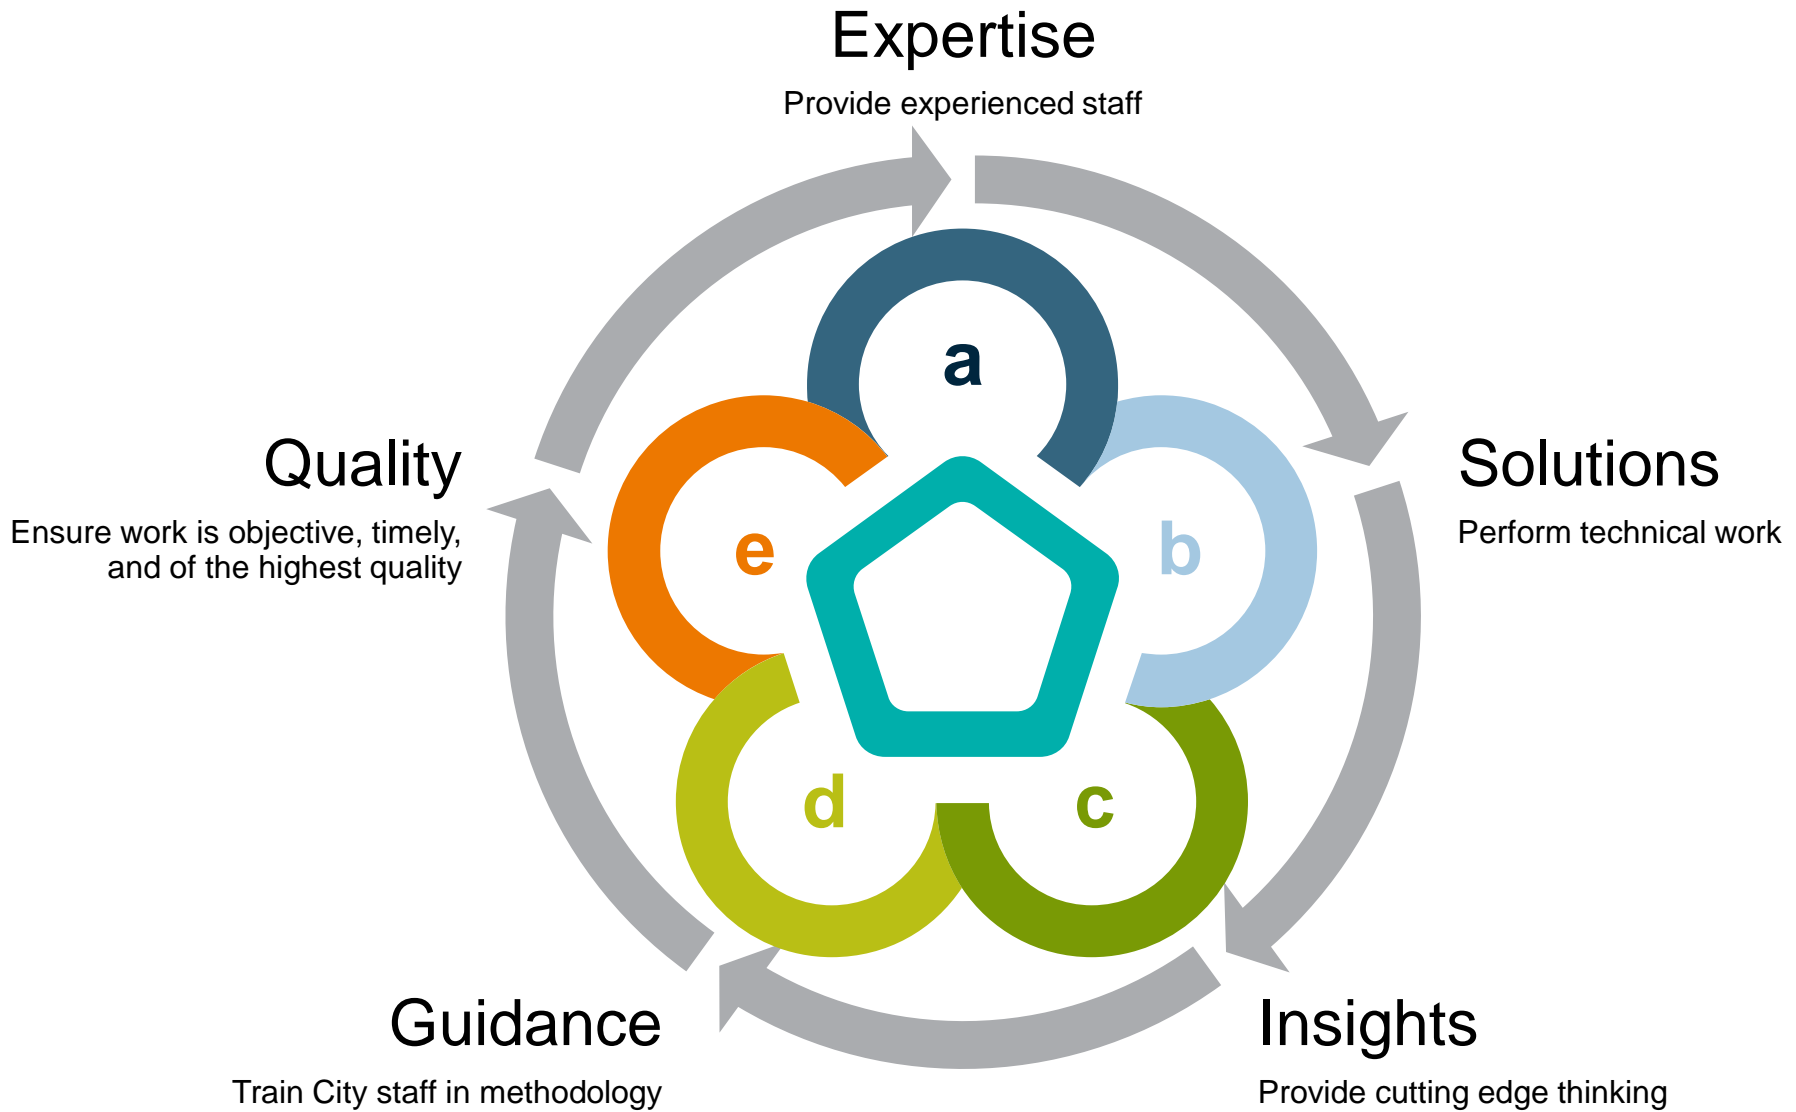 Expertise
Provide experienced staff
a
Quality
Ensure work is objective, timely,
and of the highest quality
e
b
Solutions
Perform technical work
d
c
Guidance
Train City staff in methodology
Insights
Provide cutting edge thinking